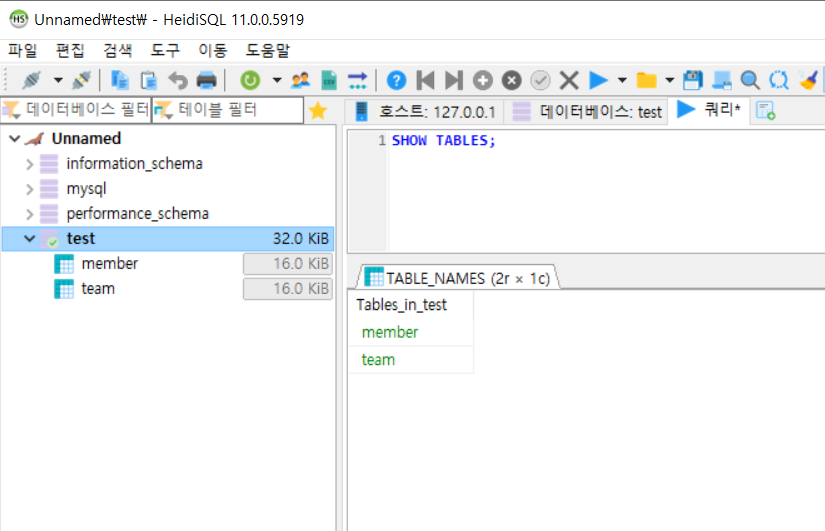 HS Unnamed₩test₩ - HeidiSQL 11.0.0.5919
파일 편집 검색 도구 이동 도움말
데이터베이스 필터 테이블 필터
호스트: 127.0.0.1 데이터베이스: test 쿼리*
Unnamed
information_schema
mysql
performance_schema
test 32.0 KiB
member 16.0 KiB
team 16.0 KiB
1 SHOW TABLES;
TABLE_NAMES (2r × 1c)
Tables_in_test
member
team